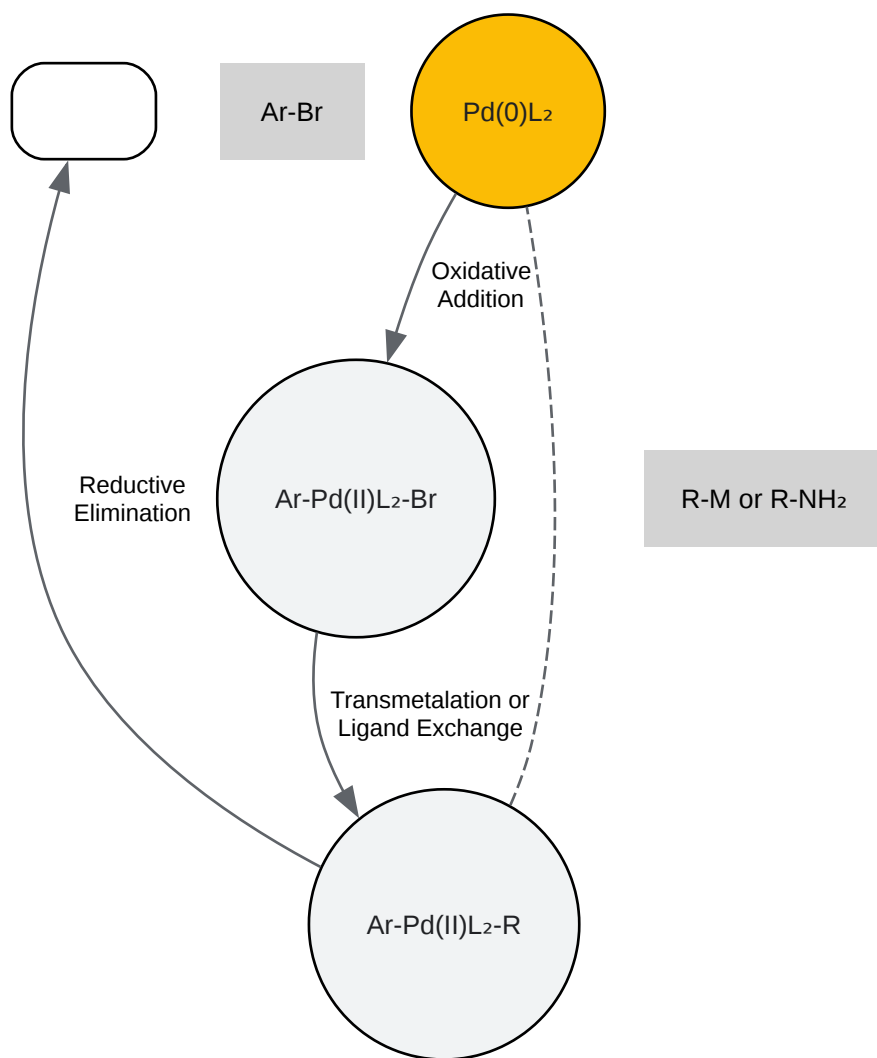 Ar-Br
Pd(0)L₂
Oxidative
Addition
Ar-Pd(II)L₂-Br
Reductive
Elimination
R-M or R-NH₂
Transmetalation or
Ligand Exchange
Ar-Pd(II)L₂-R